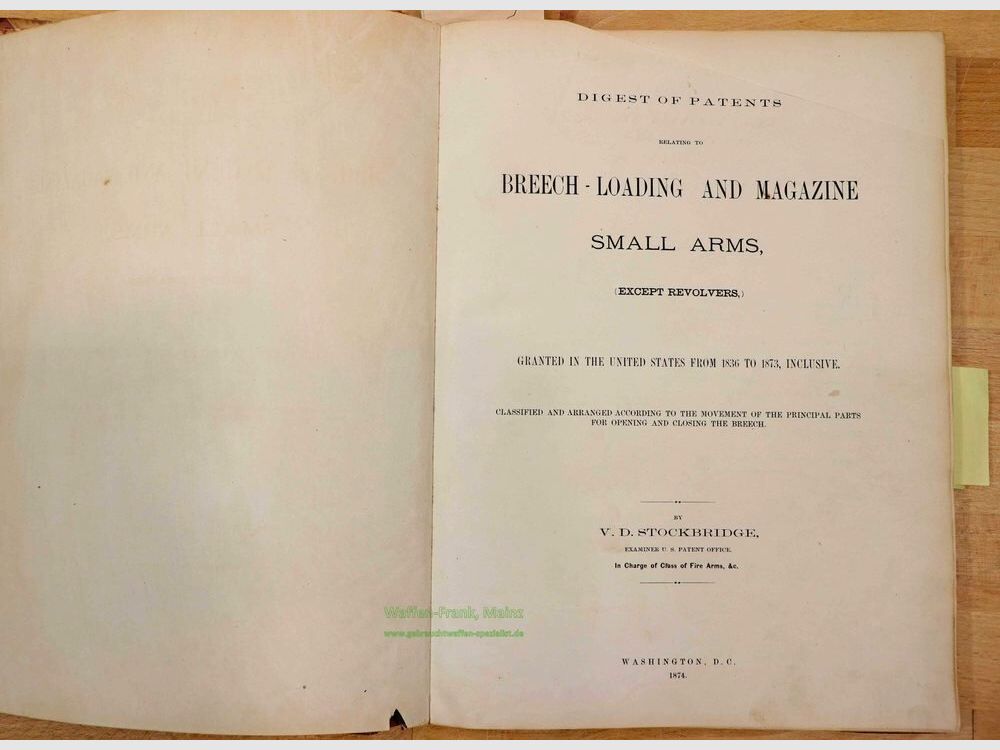 DIGEST OF PATENTS
RELATING TO
BREECH-LOADING AND MAGAZINE
SMALL ARMS,
(EXCEPT REVOLVERS,)
GRANTED IN THE UNITED STATES FROM 1836 TO 1873, INCLUSIVE.
CLASSIFIED AND ARRANGED ACCORDING TO THE MOVEMENT OF THE PRINCIPAL PARTS
FOR OPENING AND CLOSING THE BREECH.
BY
V. D. STOCKBRIDGE,
EXAMINER U. S. PATENT OFFICE.
In Charge of Class of Fire Arms, &c.
Waffen-Frank, Mainz
www.gebrauchtwaffen-spezialist.de
WASHINGTON, D. C.
1874.